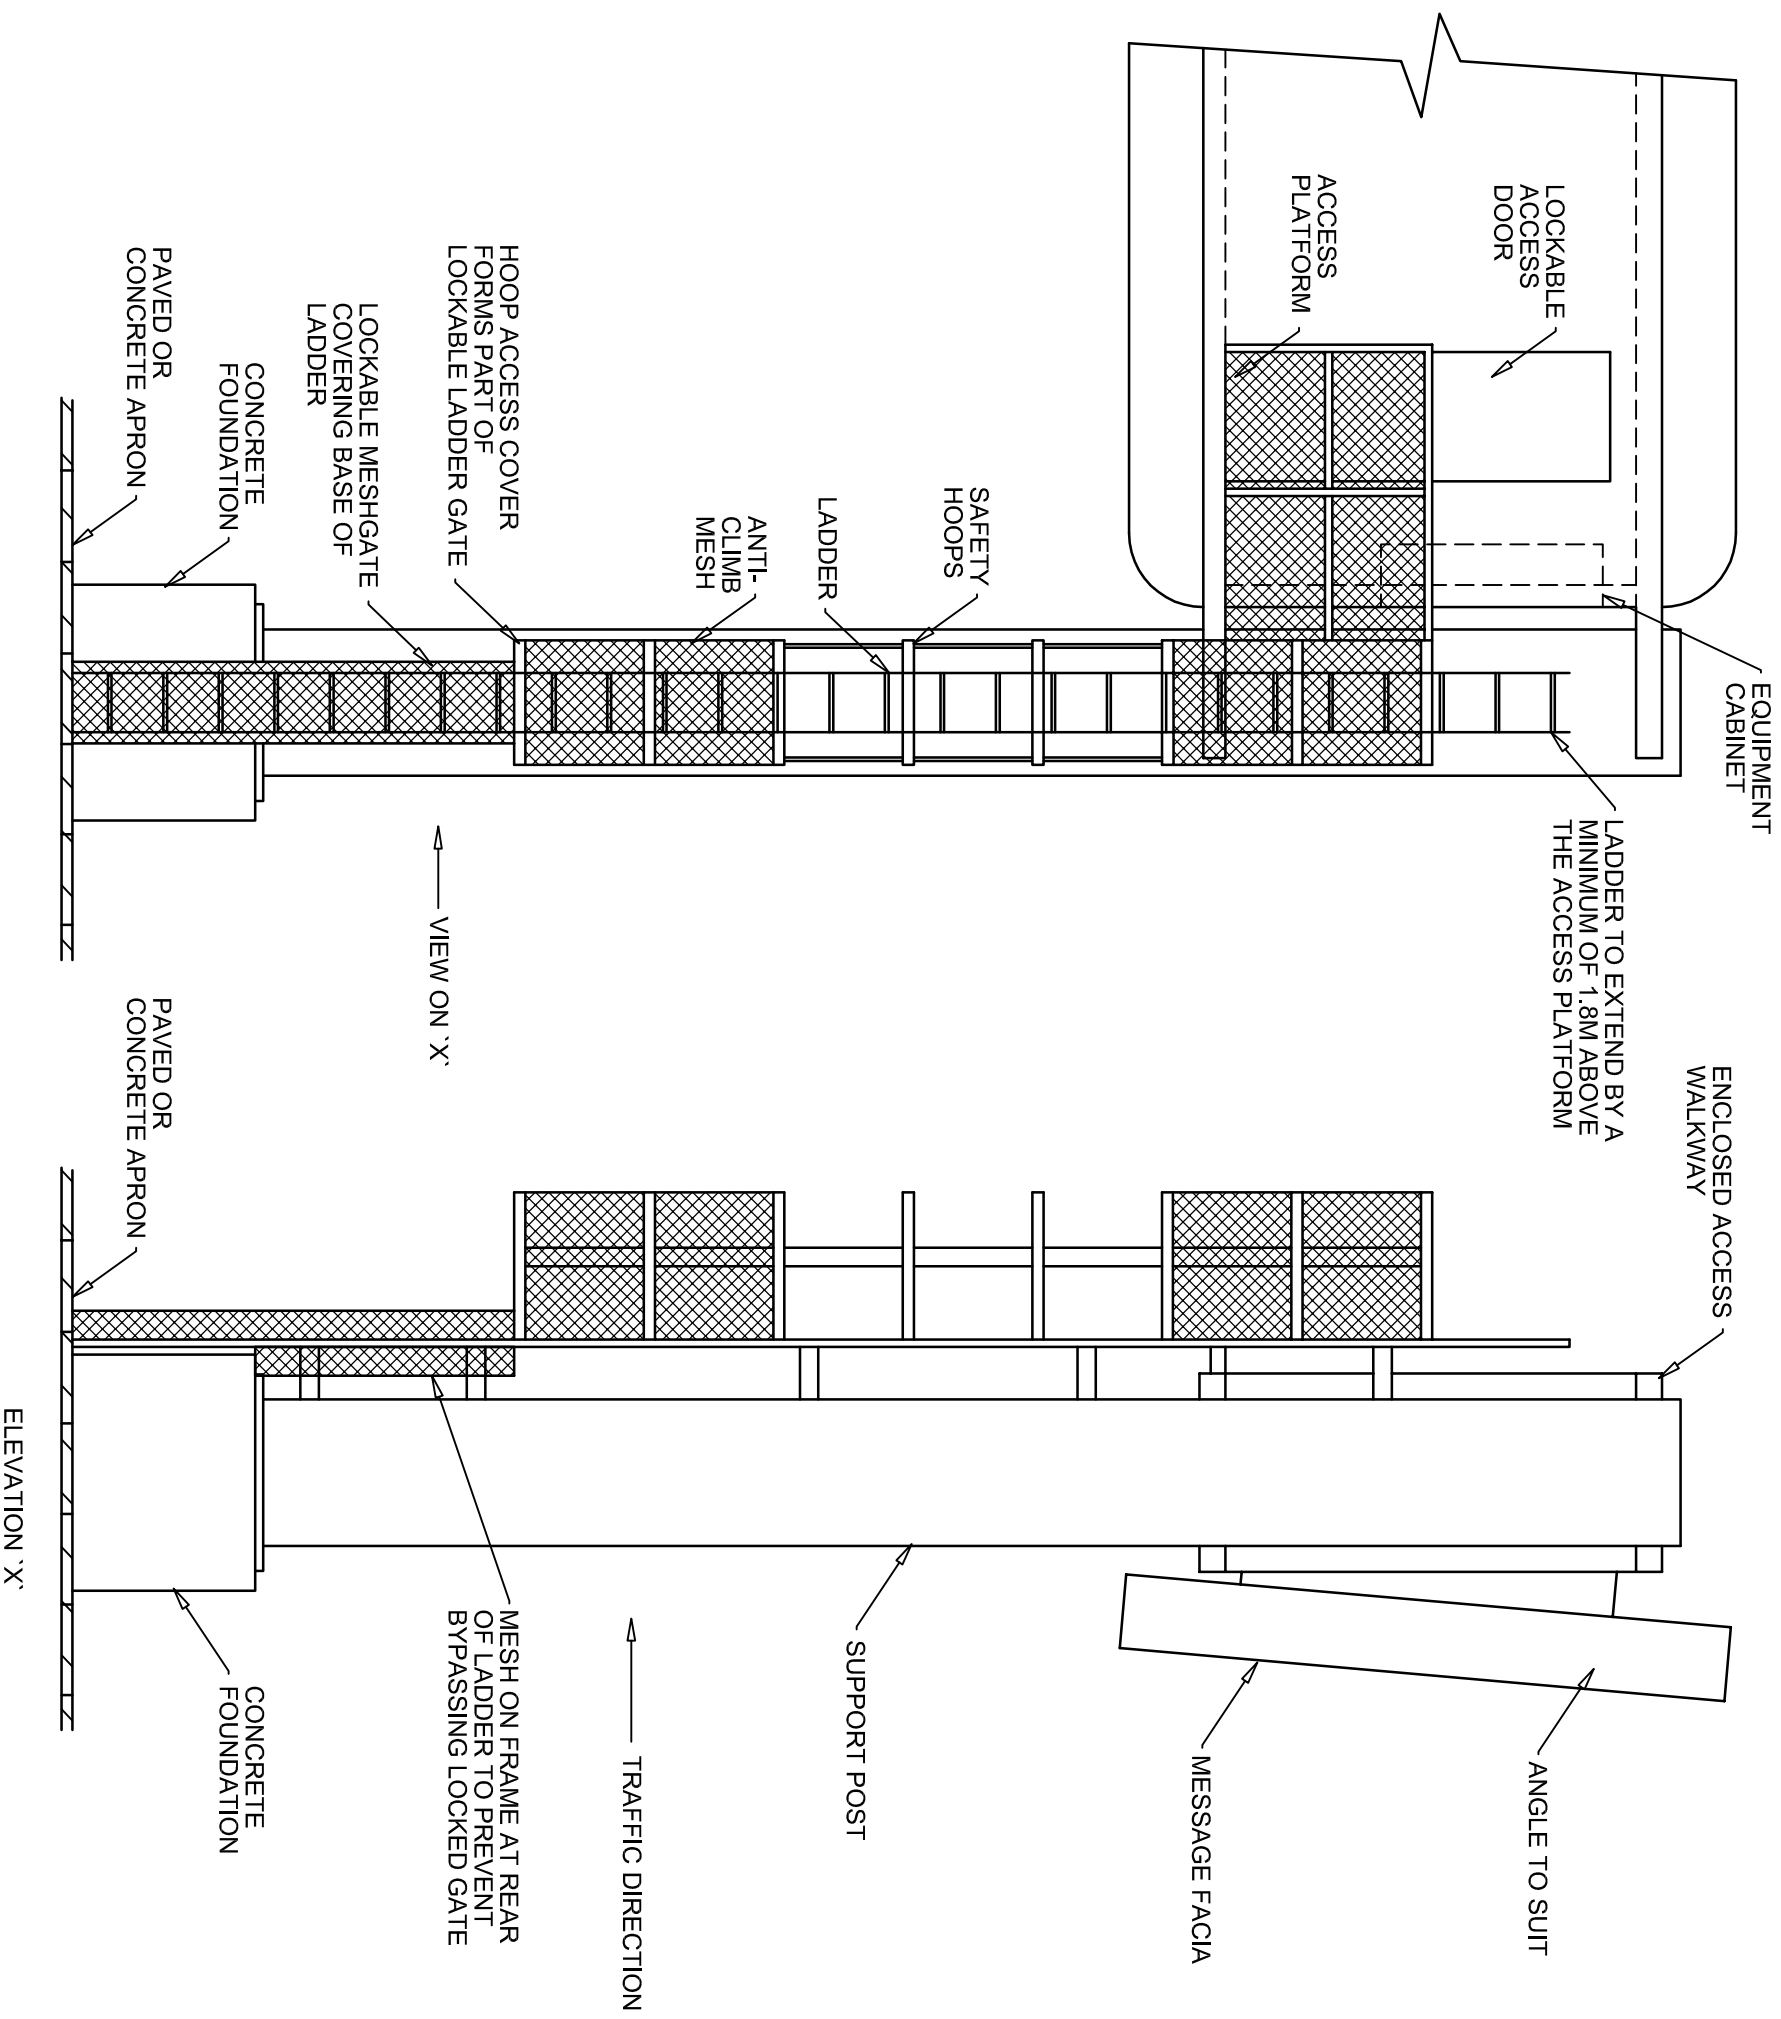 LOCKABLE
ACCESS
DOOR
ACCESS
PLATFORM
HOOP ACCESS COVER
FORMS PART OF
LOCKABLE LADDER GATE
LOCKABLE MESHGATE
COVERING BASE OF
LADDER
CONCRETE
FOUNDATION
PAVED OR
CONCRETE APRON
SAFETY
HOOPS
LADDER
ANTI-
CLIMB
MESH
EQUIPMENT
CABINET
LADDER TO EXTEND BY A
MINIMUM OF 1.8M ABOVE
THE ACCESS PLATFORM
VIEW ON `X`
ENCLOSED ACCESS
WALKWAY
PAVED OR
CONCRETE APRON
ANGLE TO SUIT
MESSAGE FACIA
SUPPORT POST
TRAFFIC DIRECTION
MESH ON FRAME AT REAR
OF LADDER TO PREVENT
BYPASSING LOCKED GATE
CONCRETE
FOUNDATION
ELEVATION `X`